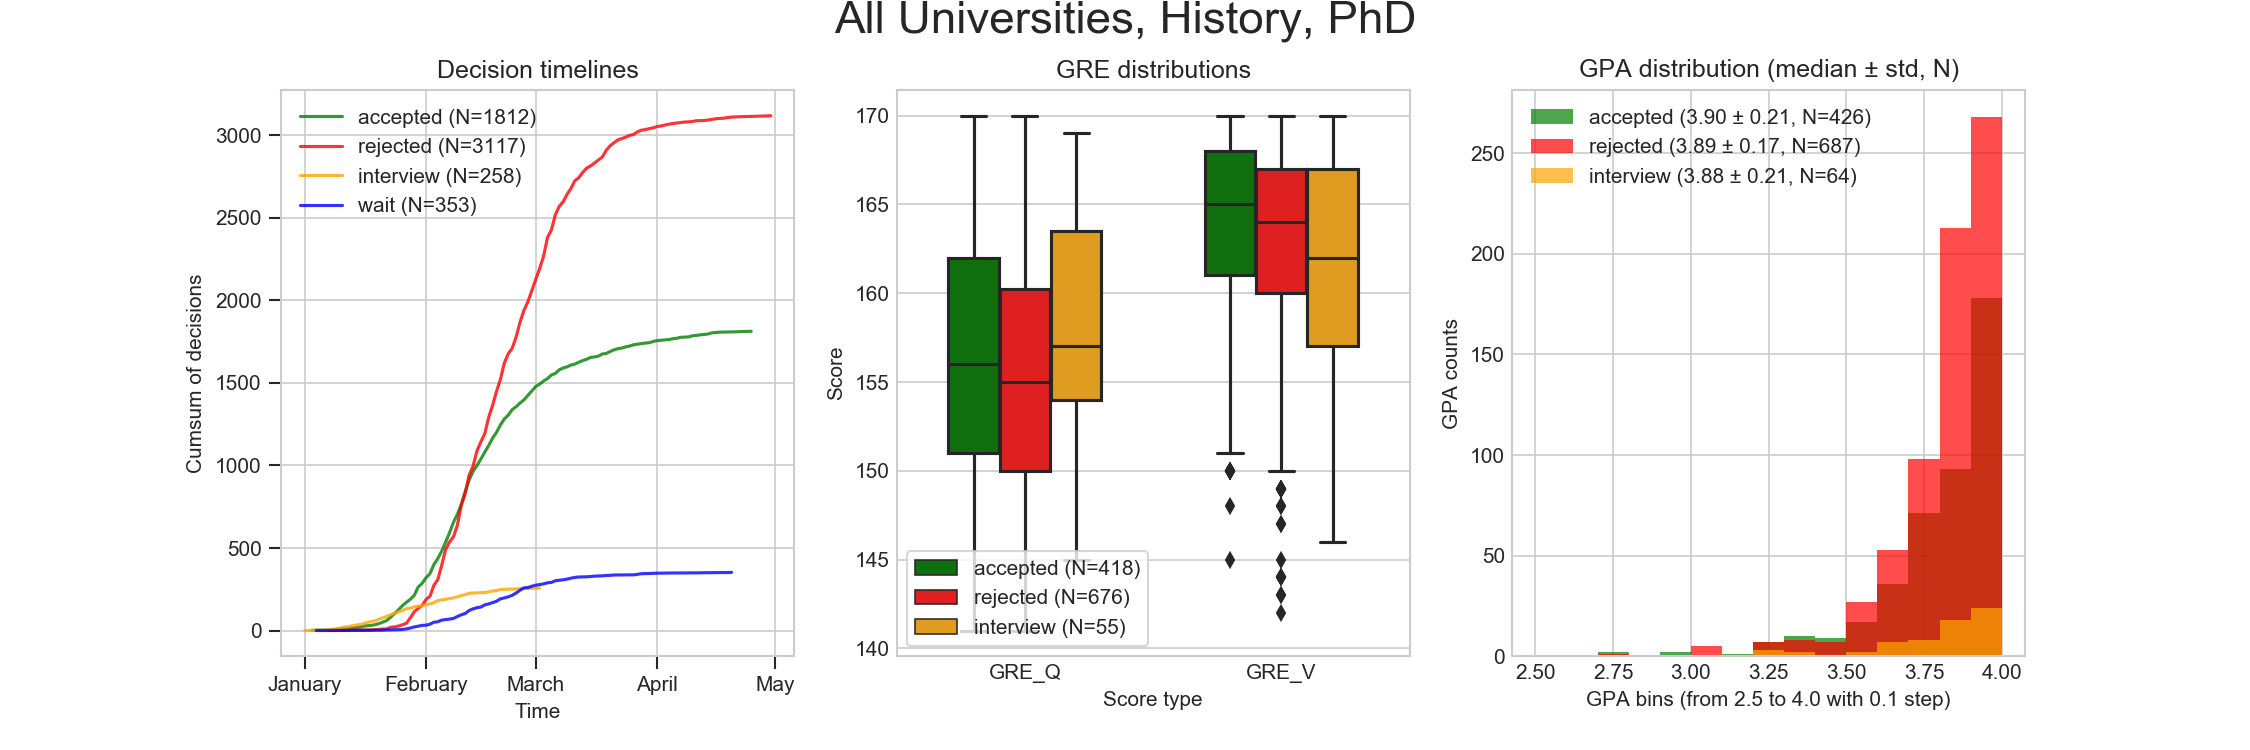 All Universities, History, PhD
Decision timelines
accepted (N=1812)
rejected (N=3117)
interview (N=258)
wait (N=353)
Cumsum of decisions
3000
2500
2000
1500
1000
500
0
January February March April May
Time
GRE distributions
Score
170
165
160
155
150
145
140
accepted (N=418)
rejected (N=676)
interview (N=55)
GRE_Q GRE_V
Score type
GPA distribution (median ± std, N)
accepted (3.90 ± 0.21, N=426)
rejected (3.89 ± 0.17, N=687)
interview (3.88 ± 0.21, N=64)
GPA counts
250
200
150
100
50
0
2.50 2.75 3.00 3.25 3.50 3.75 4.00
GPA bins (from 2.5 to 4.0 with 0.1 step)